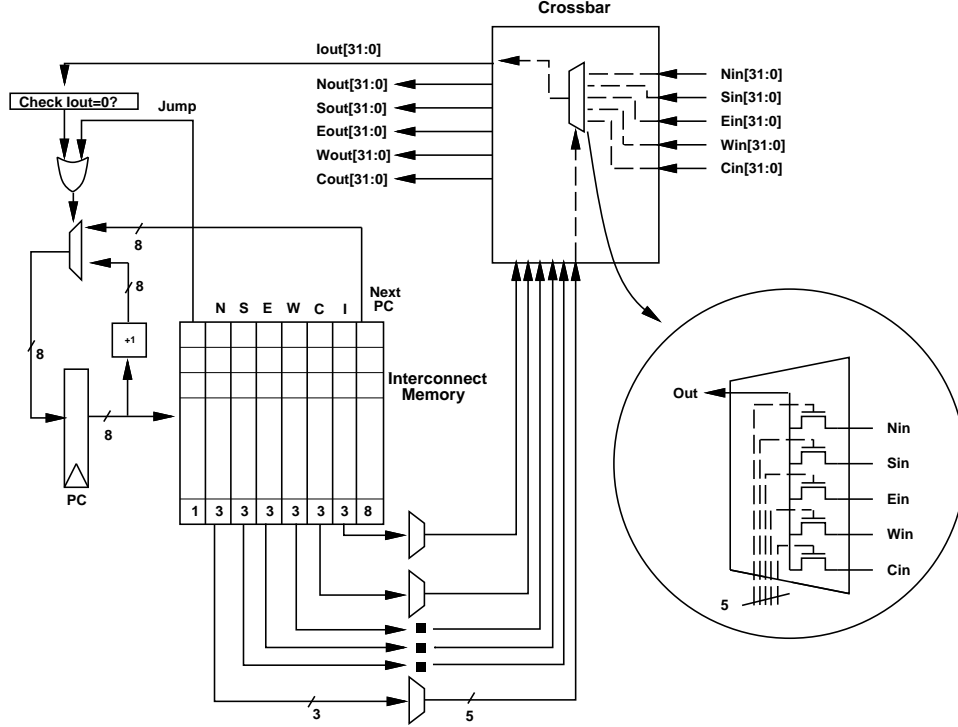 Crossbar
Iout[31:0]
Nout[31:0]
Sout[31:0]
Eout[31:0]
Wout[31:0]
Cout[31:0]
Nin[31:0]
Sin[31:0]
Ein[31:0]
Win[31:0]
Cin[31:0]
Check Iout=0?
Jump
8
8
8
+1
8
PC
N S E W C I
Next
PC
Interconnect
Memory
1 3 3 3 3 3 3 8
3
5
Out
Nin
Sin
Ein
Win
Cin
5